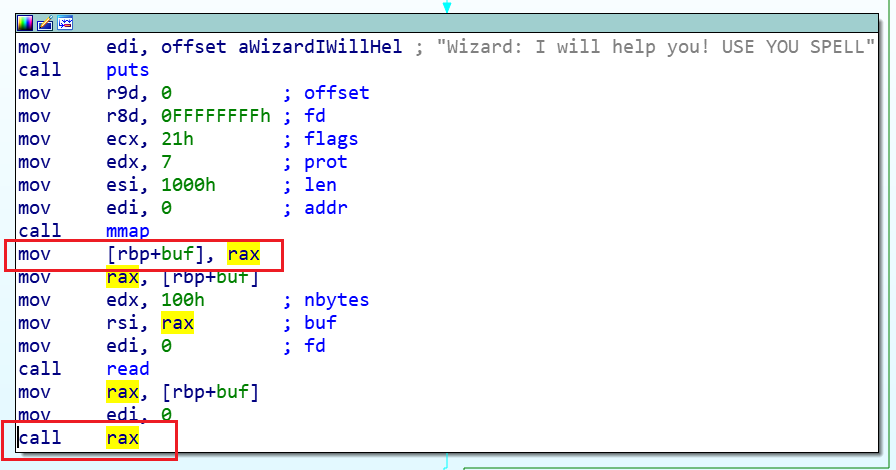 mov edi, offset aWizardIWillHel ; "Wizard: I will help you! USE YOU SPELL"
call puts
mov r9d, 0 ; offset
mov r8d, 0FFFFFFFFh ; fd
mov ecx, 21h ; flags
mov edx, 7 ; prot
mov esi, 1000h ; len
mov edi, 0 ; addr
call mmap
mov [rbp+buf], rax
mov rax, [rbp+buf]
mov edx, 100h ; nbytes
mov rsi, rax ; buf
mov edi, 0 ; fd
call read
mov rax, [rbp+buf]
mov edi, 0
call rax